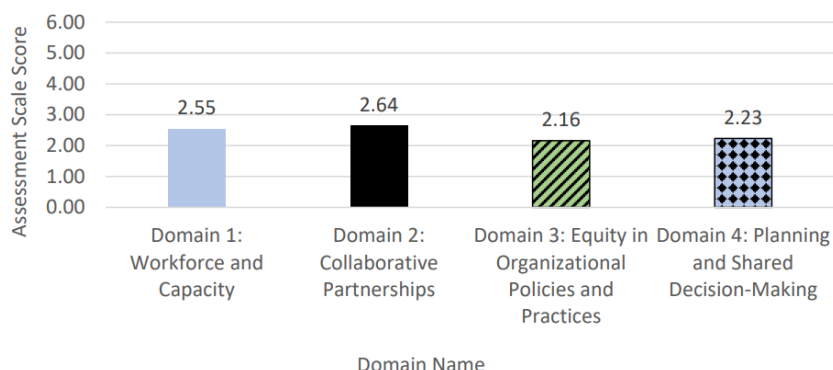 Assessment Scale Score
6.00
5.00
4.00
3.00
2.00
1.00
0.00
2.55
2.64
2.16
2.23
Domain 1:
Workforce and
Capacity
Domain 2:
Collaborative
Partnerships
Domain 3: Equity in
Organizational
Policies and
Practices
Domain 4: Planning
and Shared
Decision-Making
Domain Name